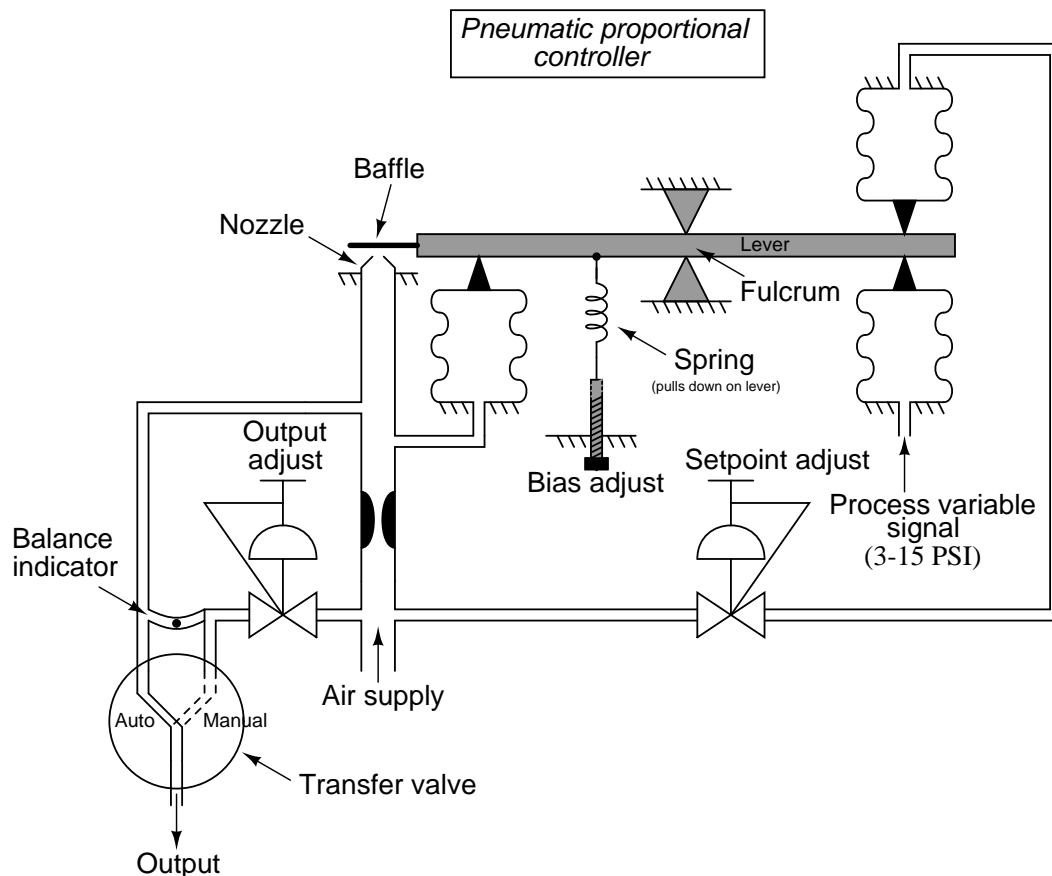 Pneumatic proportional
controller
Baffle
Nozzle
Lever
Fulcrum
Spring
(pulls down on lever)
Output
adjust
Bias adjust
Setpoint adjust
Process variable
signal
(3-15 PSI)
Balance
indicator
Air supply
Auto
Manual
Transfer valve
Output